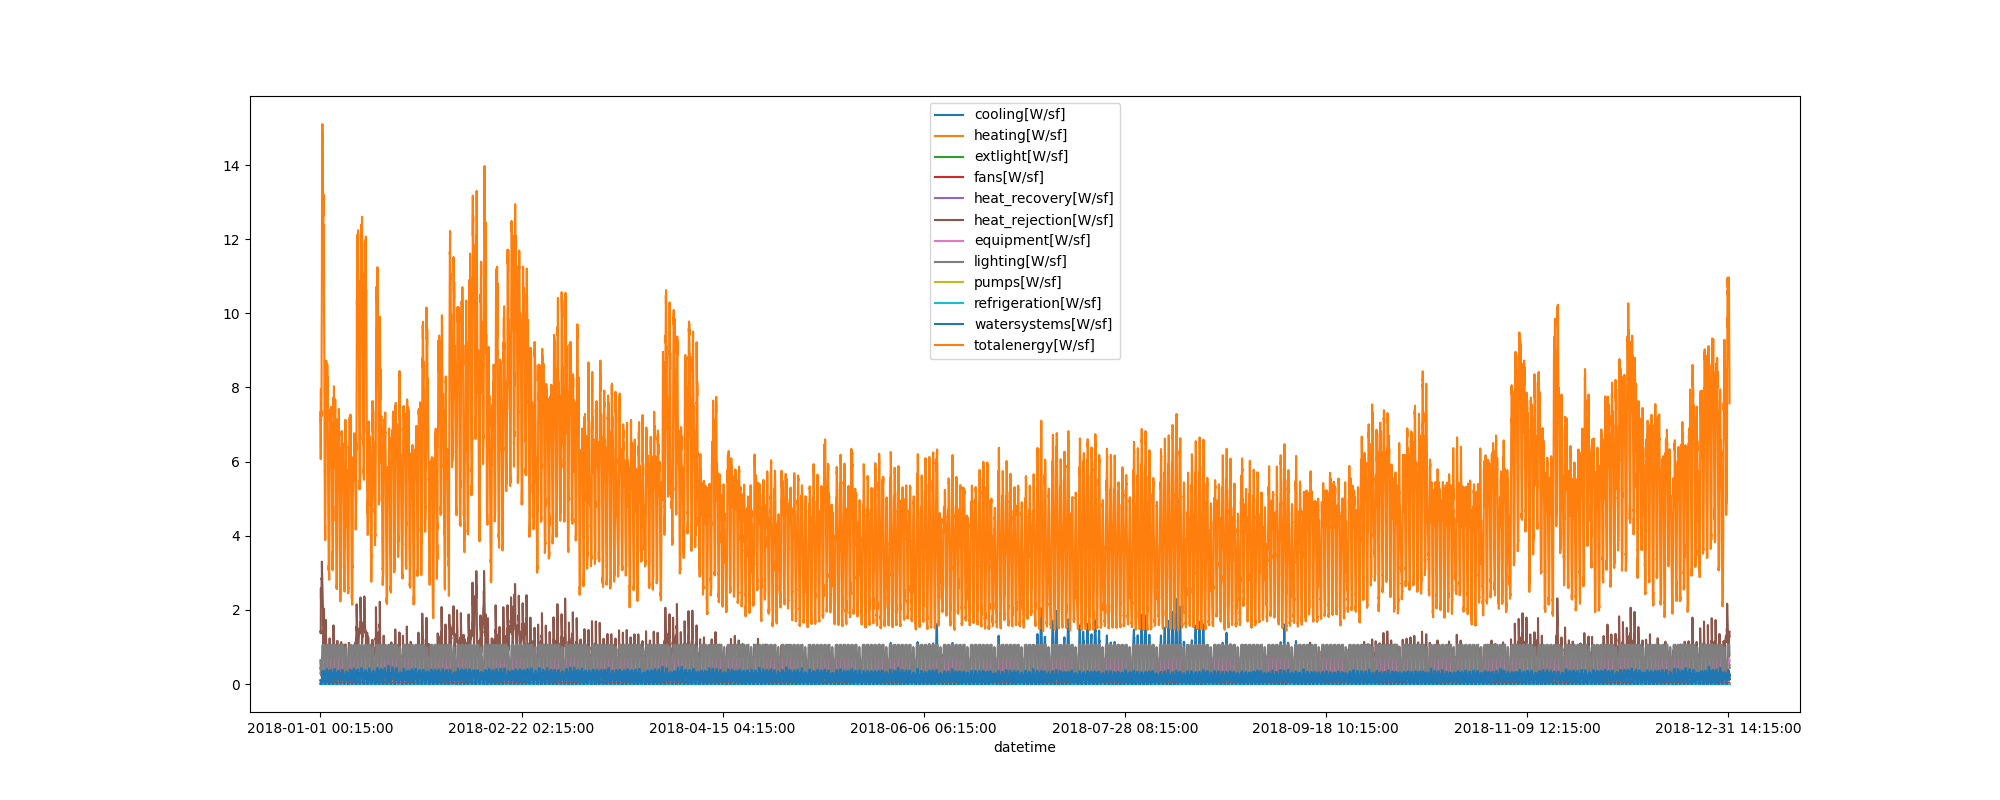 cooling[W/sf]
heating[W/sf]
extlight[W/sf]
fans[W/sf]
heat_recovery[W/sf]
heat_rejection[W/sf]
equipment[W/sf]
lighting[W/sf]
pumps[W/sf]
refrigeration[W/sf]
watersystems[W/sf]
totalenergy[W/sf]
14
12
10
8
6
4
2
0
2018-01-01 00:15:00 2018-02-22 02:15:00 2018-04-15 04:15:00 2018-06-06 06:15:00 2018-07-28 08:15:00 2018-09-18 10:15:00 2018-11-09 12:15:00 2018-12-31 14:15:00
datetime